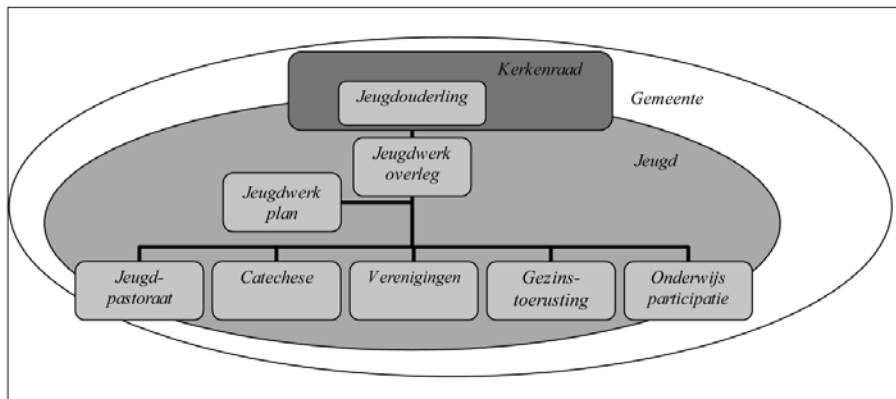 Kerkenraad
Jeugdouderling
Gemeente
Jeugdwerk
overleg
Jeugd
Jeugdwerk
plan
Jeugd-
pastoraat
Catechese
Verenigingen
Gezins-
toerusting
Onderwijs
participatie